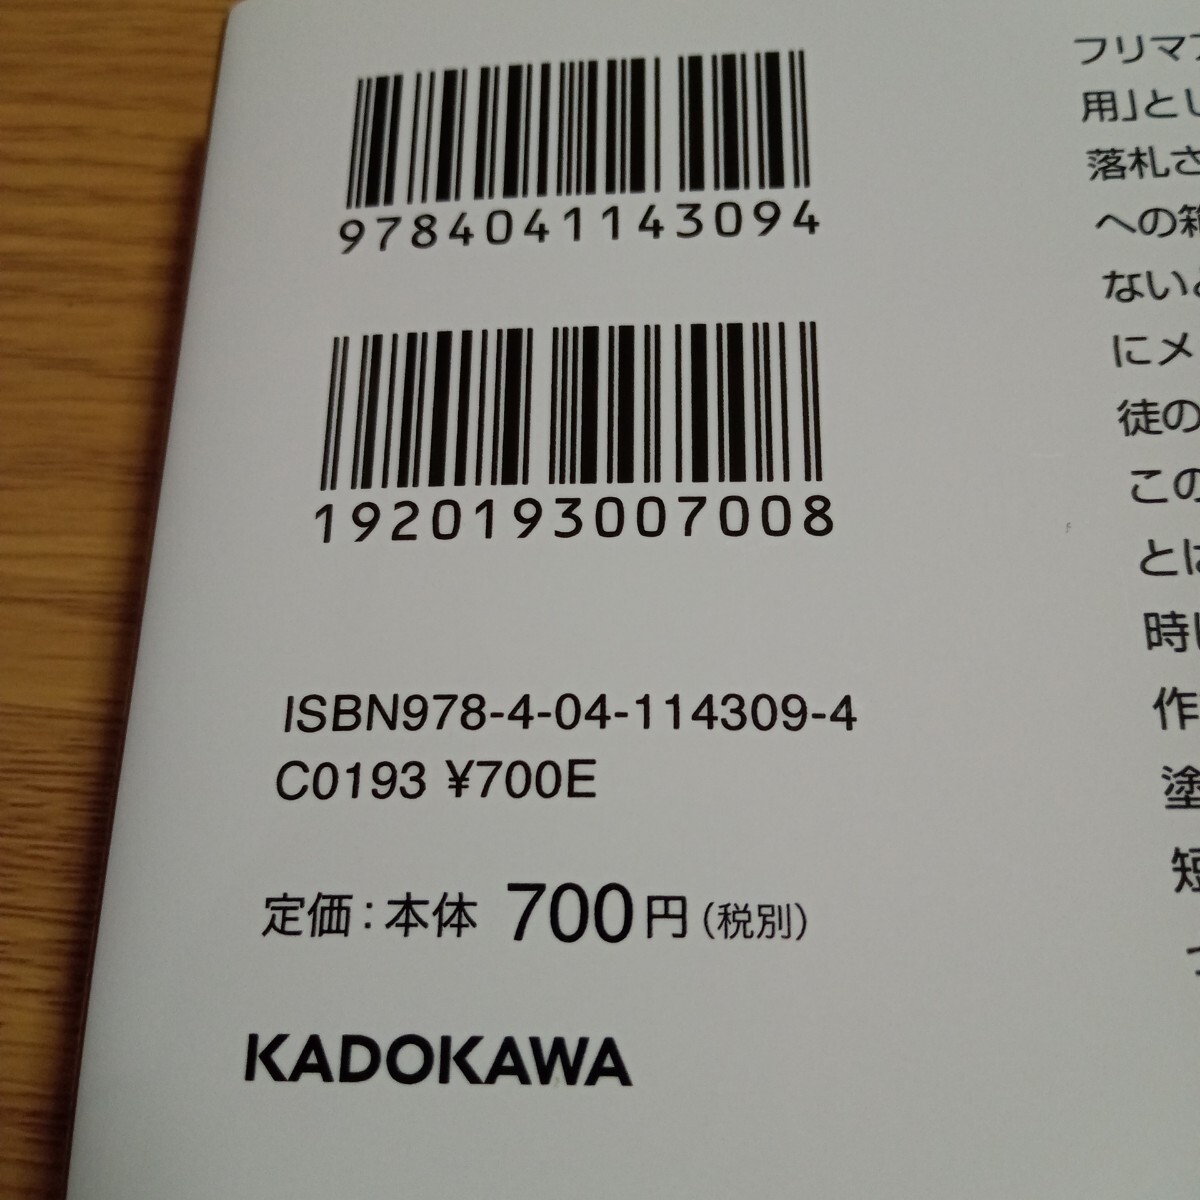 9784041143094
1920193007008
ISBN978-4-04-114309-4
C0193 ¥700E
定価：本体 700円（税別）
KADOKAWA
フリマア
用」とし
落札さ
への箱
ない
にメ
徒の
この
とは
時に
作
塗
短